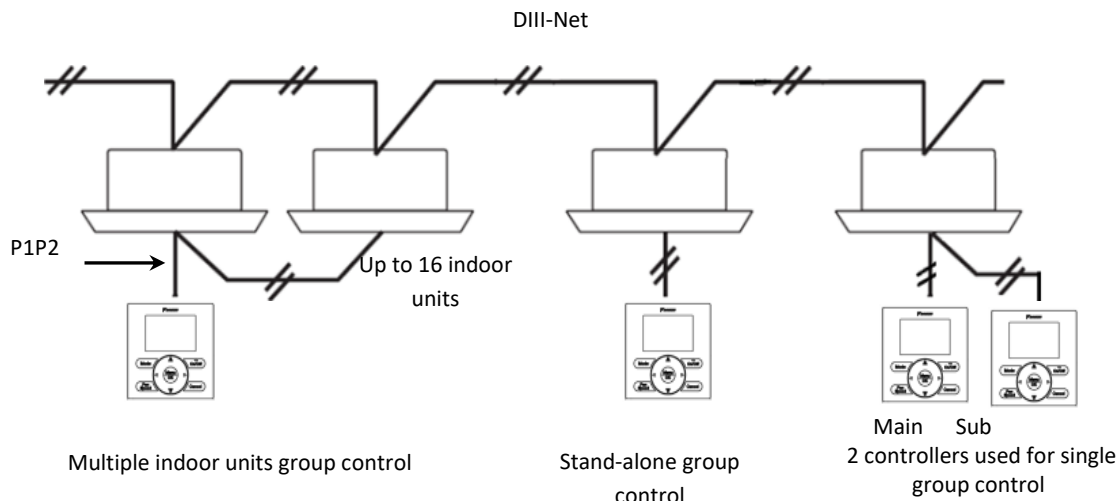 DIII-Net
P1P2
Up to 16 indoor
units
Main Sub
Multiple indoor units group control
Stand-alone group
control
2 controllers used for single
group control